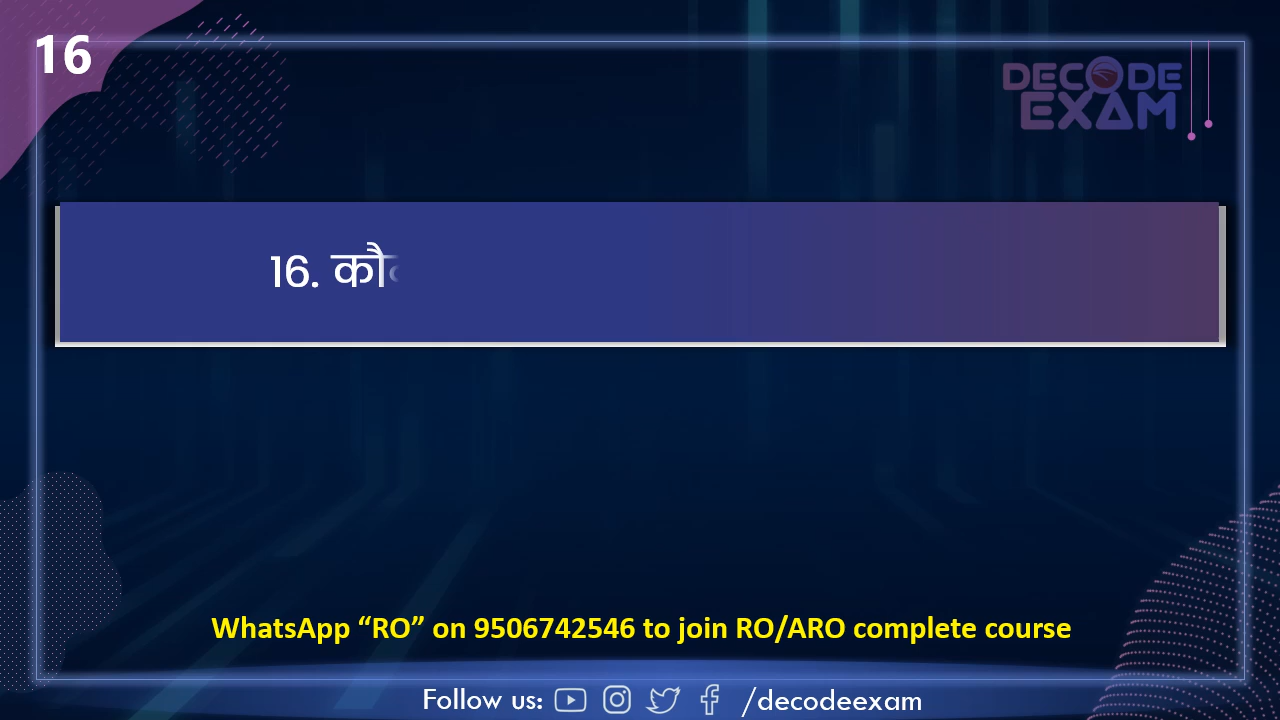 16
DECODE
EXAM
16. कौ
WhatsApp “RO” on 9506742546 to join RO/ARO complete course
Follow us: /decodeexam